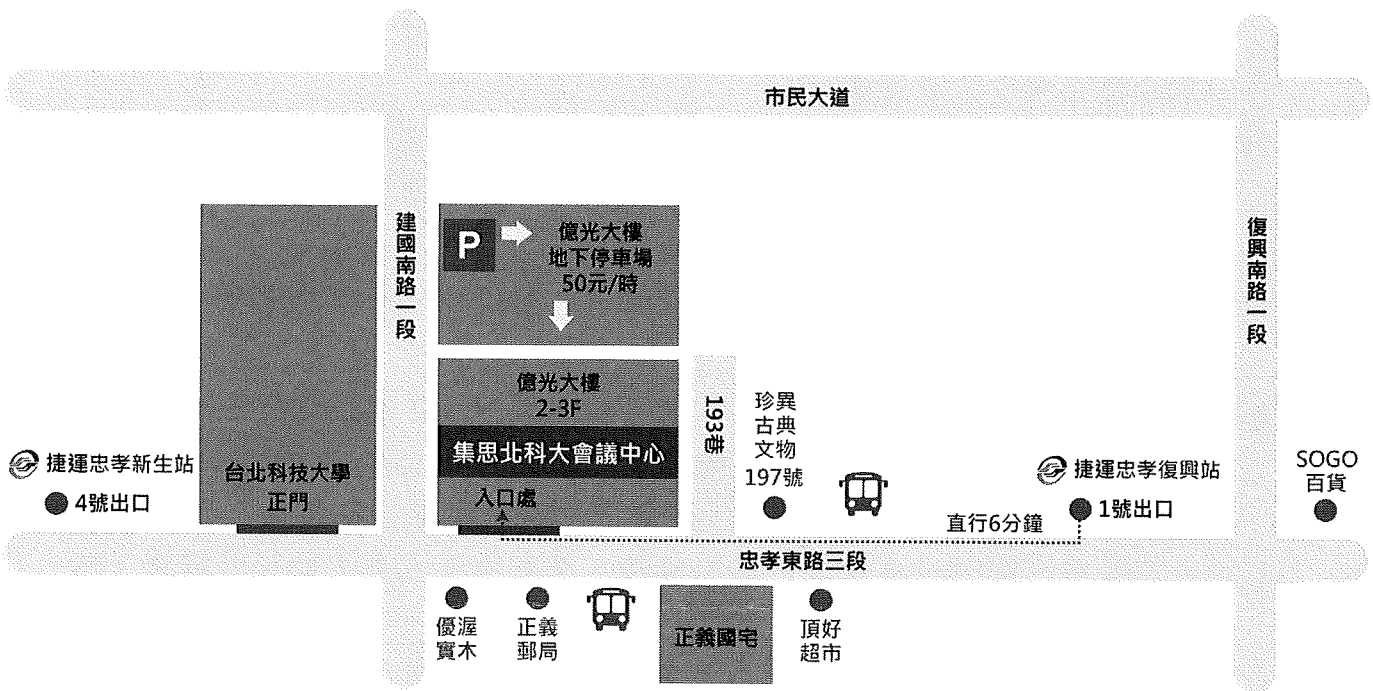 市民大道
建國南路一段
復興南路一段
P
億光大樓
地下停車場
50元/時
億光大樓
2-3F
集思北科大會議中心
入口處
193巷
珍異
古典
文物
197號
捷運忠孝新生站
4號出口
台北科技大學
正門
捷運忠孝復興站
1號出口
直行6分鐘
SOGO
百貨
忠孝東路三段
優渥
實木
正義
郵局
正義國宅
頂好
超市